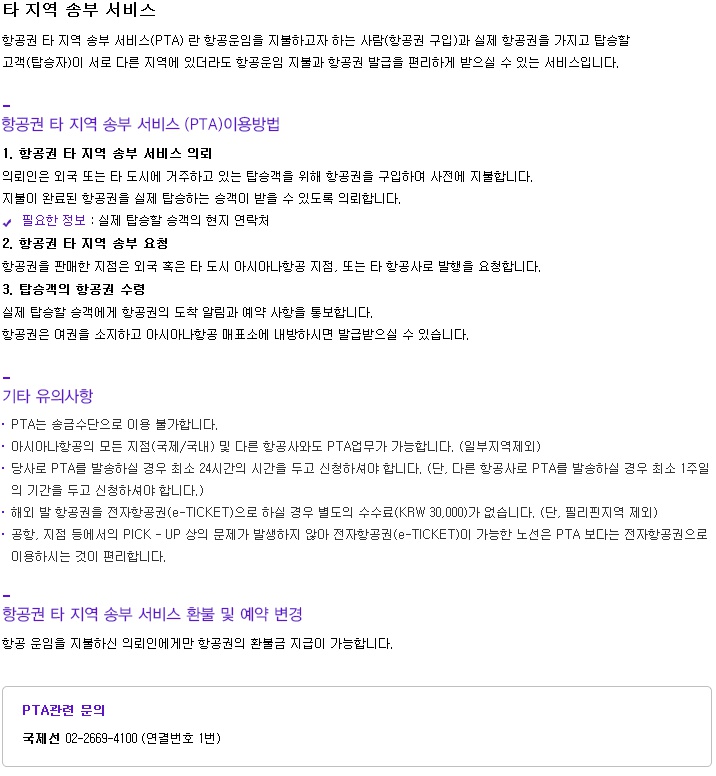 타 지역 송부 서비스
항공권 타 지역 송부 서비스(PTA) 란 항공운임을 지불하고자 하는 사람(항공권 구입)과 실제 항공권을 가지고 탑승할
고객(탑승자)이 서로 다른 지역에 있더라도 항공운임 지불과 항공권 발급을 편리하게 받으실 수 있는 서비스입니다.
항공권 타 지역 송부 서비스 (PTA)이용방법
1. 항공권 타 지역 송부 서비스 의뢰
의뢰인은 외국 또는 타 도시에 거주하고 있는 탑승객을 위해 항공권을 구입하며 사전에 지불합니다.
지불이 완료된 항공권을 실제 탑승하는 승객이 받을 수 있도록 의뢰합니다.
필요한 정보 : 실제 탑승할 승객의 현지 연락처
2. 항공권 타 지역 송부 요청
항공권을 판매한 지점은 외국 혹은 타 도시 아시아나항공 지점, 또는 타 항공사로 발행을 요청합니다.
3. 탑승객의 항공권 수령
실제 탑승할 승객에게 항공권의 도착 알림과 예약 사항을 통보합니다.
항공권은 여권을 소지하고 아시아나항공 매표소에 내방하시면 발급받으실 수 있습니다.
기타 유의사항
· PTA는 송금수단으로 이용 불가합니다.
· 아시아나항공의 모든 지점(국제/국내) 및 다른 항공사와도 PTA업무가 가능합니다. (일부지역제외)
· 당사로 PTA를 발송하실 경우 최소 24시간의 시간을 두고 신청하셔야 합니다. (단, 다른 항공사로 PTA를 발송하실 경우 최소 1주일
의 기간을 두고 신청하셔야 합니다.)
· 해외 발 항공권을 전자항공권(e-TICKET)으로 하실 경우 별도의 수수료(KRW 30,000)가 없습니다. (단, 필리핀지역 제외)
· 공항, 지점 등에서의 PICK - UP 상의 문제가 발생하지 않아 전자항공권(e-TICKET)이 가능한 노선은 PTA 보다는 전자항공권으로
이용하시는 것이 편리합니다.
항공권 타 지역 송부 서비스 환불 및 예약 변경
항공 운임을 지불하신 의뢰인에게만 항공권의 환불금 지급이 가능합니다.
PTA관련 문의
국제선 02-2669-4100 (연결번호 1번)